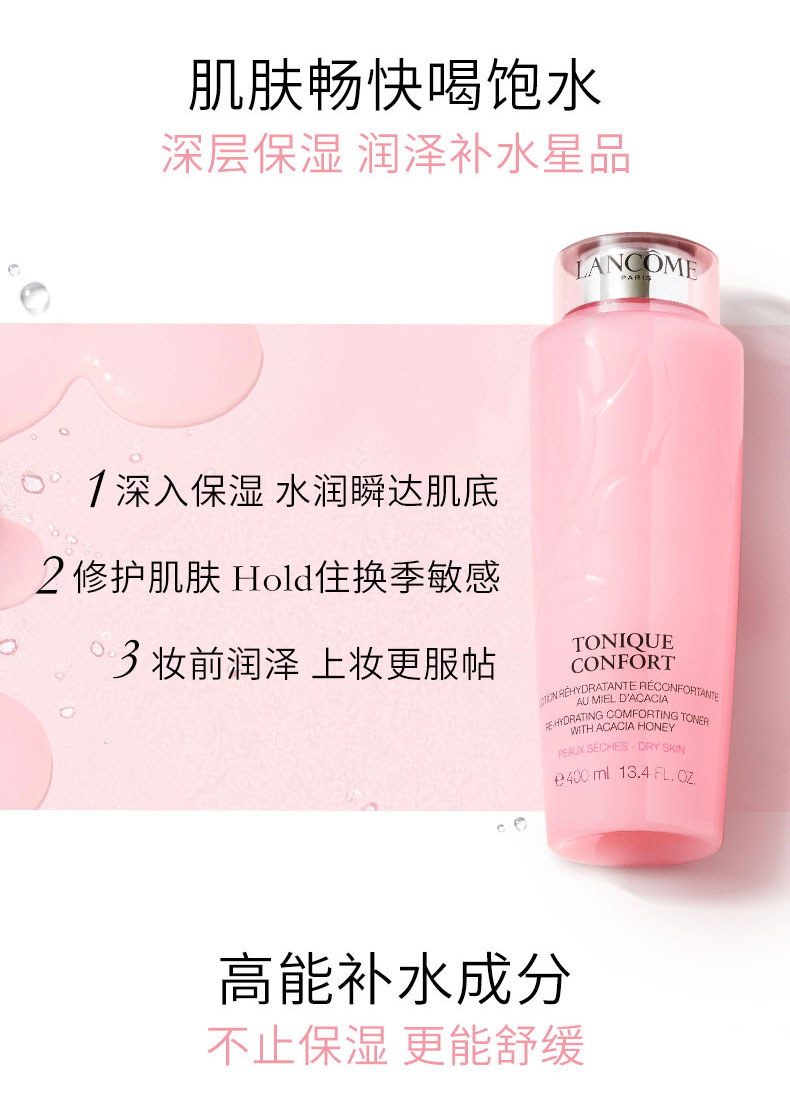 肌肤畅快喝饱水
深层保湿 润泽补水星品
LANCÔME
PARIS
1 深入保湿 水润瞬达肌底
2 修护肌肤 Hold住换季敏感
3 妆前润泽 上妆更服帖
TONIQUE
CONFORT
LOTION RÉHYDRATANTE RÉCONFORTANTE
AU MIEL D'ACACIA
RE-HYDRATING COMFORTING TONER
WITH ACACIA HONEY
PEAUX SÈCHES - DRY SKIN
e 400 ml 13.4 FL. OZ.
高能补水成分
不止保湿 更能舒缓